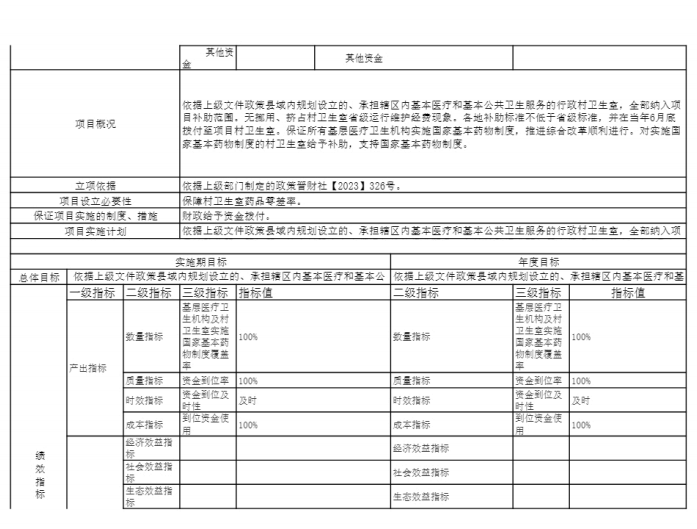 其他资金 其他资金
项目概况
依据上级文件政策县域内规划设立的、承担辖区内基本医疗和基本公共卫生服务的行政村卫生室，全部纳入项
目补助范围。无挪用、挤占村卫生室省级运行维护经费现象。各地补助标准不低于省级标准，并在当年6月底
拨付至项目村卫生室。保证所有基层医疗卫生机构实施国家基本药物制度，推进综合改革顺利进行。对实施国
家基本药物制度的村卫生室给予补助，支持国家基本药物制度。
立项依据 依据上级部门制定的政策晋财社【2023】326号。
项目设立必要性 保障村卫生室药品零差率。
保证项目实施的制度、措施 财政给予资金拨付。
项目实施计划 依据上级文件政策县域内规划设立的、承担辖区内基本医疗和基本公共卫生服务的行政村卫生室，全部纳入项
实施期目标 年度目标
总体目标 依据上级文件政策县域内规划设立的、承担辖区内基本医疗和基本公 依据上级文件政策县域内规划设立的、承担辖区内基本医疗和基
一级指标 二级指标 三级指标 指标值 二级指标 三级指标 指标值
产出指标
数量指标 基层医疗卫生机构及村卫生室实施国家基本药物制度覆盖率 100% 数量指标 基层医疗卫生机构及村卫生室实施国家基本药物制度覆盖率 100%
质量指标 资金到位率 100% 质量指标 资金到位率 100%
时效指标 资金到位及时性 及时 时效指标 资金到位及时性 及时
成本指标 到位资金使用 100% 成本指标 到位资金使用 100%
绩效指标
经济效益指标 经济效益指标
社会效益指标 社会效益指标
生态效益指标 生态效益指标